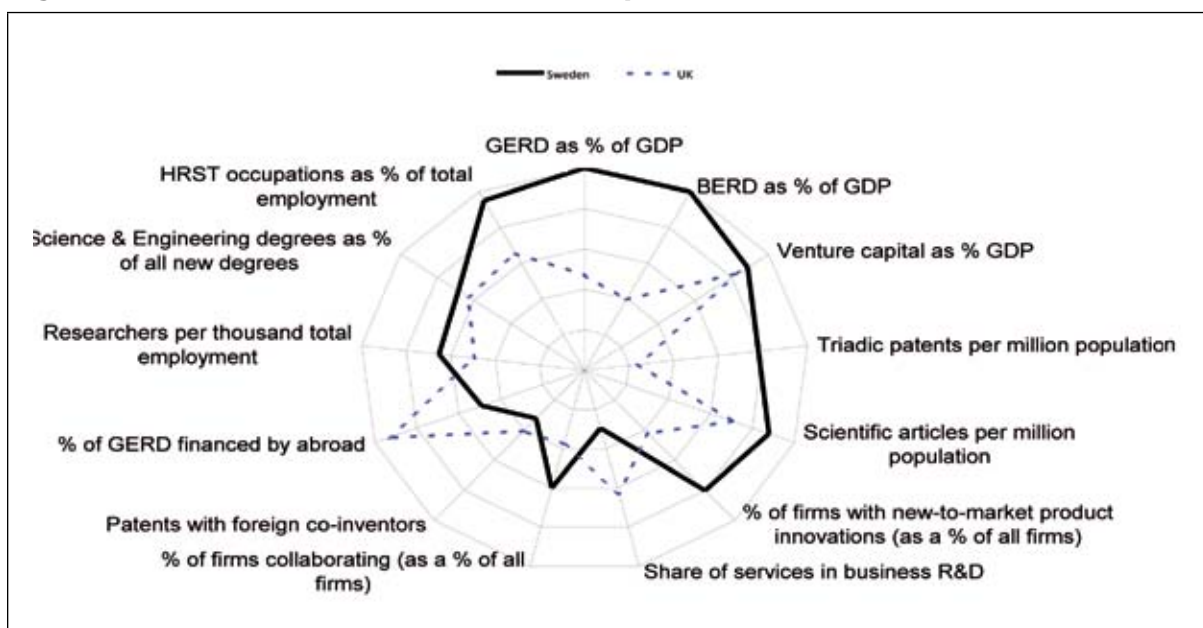 Sweden UK
GERD as % of GDP
HRST occupations as % of total
employment
BERD as % of GDP
Science & Engineering degrees as %
of all new degrees
Venture capital as % GDP
Researchers per thousand total
employment
Triadic patents per million population
% of GERD financed by abroad
Scientific articles per million
population
Patents with foreign co-inventors
% of firms with new-to-market product
innovations (as a % of all firms)
% of firms collaborating (as a % of all
firms)
Share of services in business R&D